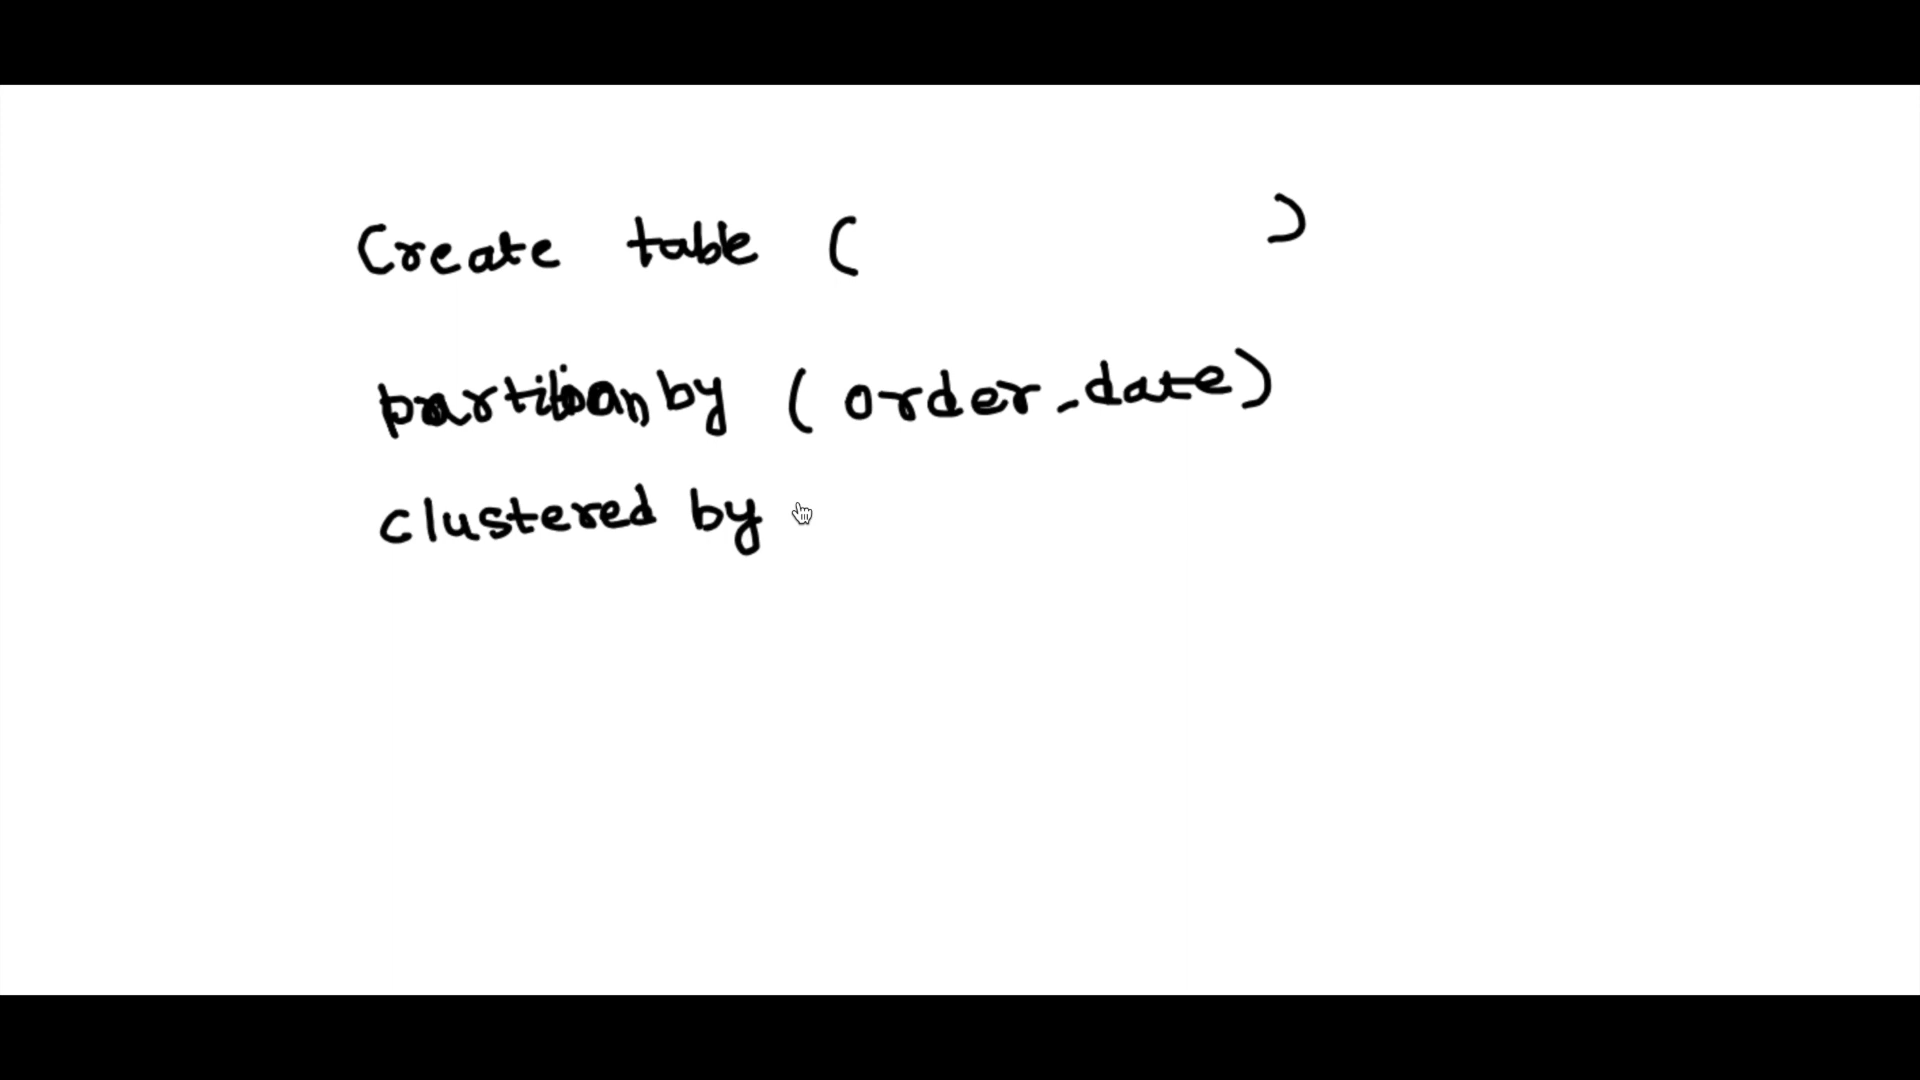 Create table ( )
partition by ( order_date)
clustered by